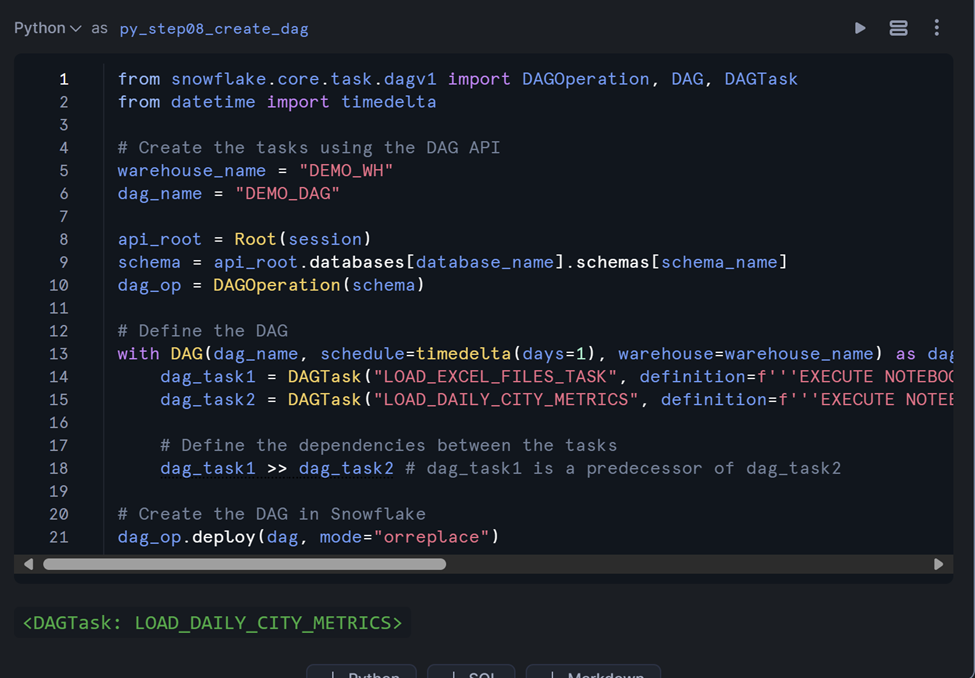 Python as py_step08_create_dag
1 from snowflake.core.task.dagv1 import DAGOperation, DAG, DAGTask
2 from datetime import timedelta
3
4 # Create the tasks using the DAG API
5 warehouse_name = "DEMO_WH"
6 dag_name = "DEMO_DAG"
7
8 api_root = Root(session)
9 schema = api_root.databases[database_name].schemas[schema_name]
10 dag_op = DAGOperation(schema)
11
12 # Define the DAG
13 with DAG(dag_name, schedule=timedelta(days=1), warehouse=warehouse_name) as dag
14 dag_task1 = DAGTask("LOAD_EXCEL_FILES_TASK", definition=f'''EXECUTE NOTEBOO
15 dag_task2 = DAGTask("LOAD_DAILY_CITY_METRICS", definition=f'''EXECUTE NOTEB
16
17 # Define the dependencies between the tasks
18 dag_task1 >> dag_task2 # dag_task1 is a predecessor of dag_task2
19
20 # Create the DAG in Snowflake
21 dag_op.deploy(dag, mode="orreplace")
<DAGTask: LOAD_DAILY_CITY_METRICS>
Python SQL Markdown